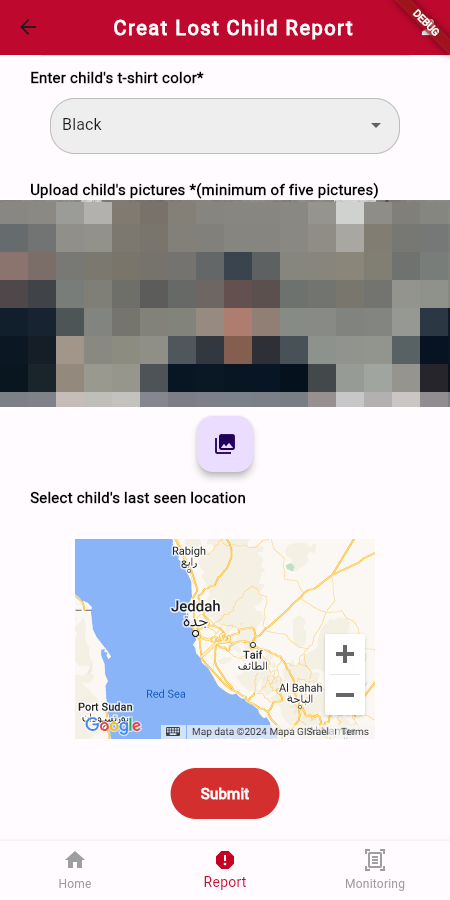 Creat Lost Child Report
DEBUG
Enter child's t-shirt color*
Black
Upload child's pictures *(minimum of five pictures)
Select child's last seen location
Rabigh
رابغ
Jeddah
جدة
Taif
الطائف
Red Sea
Al Bahah
الباحة
Port Sudan
بورتسودان
Google
Map data ©2024 Mapa GISrael
Terms
Submit
Home
Report
Monitoring